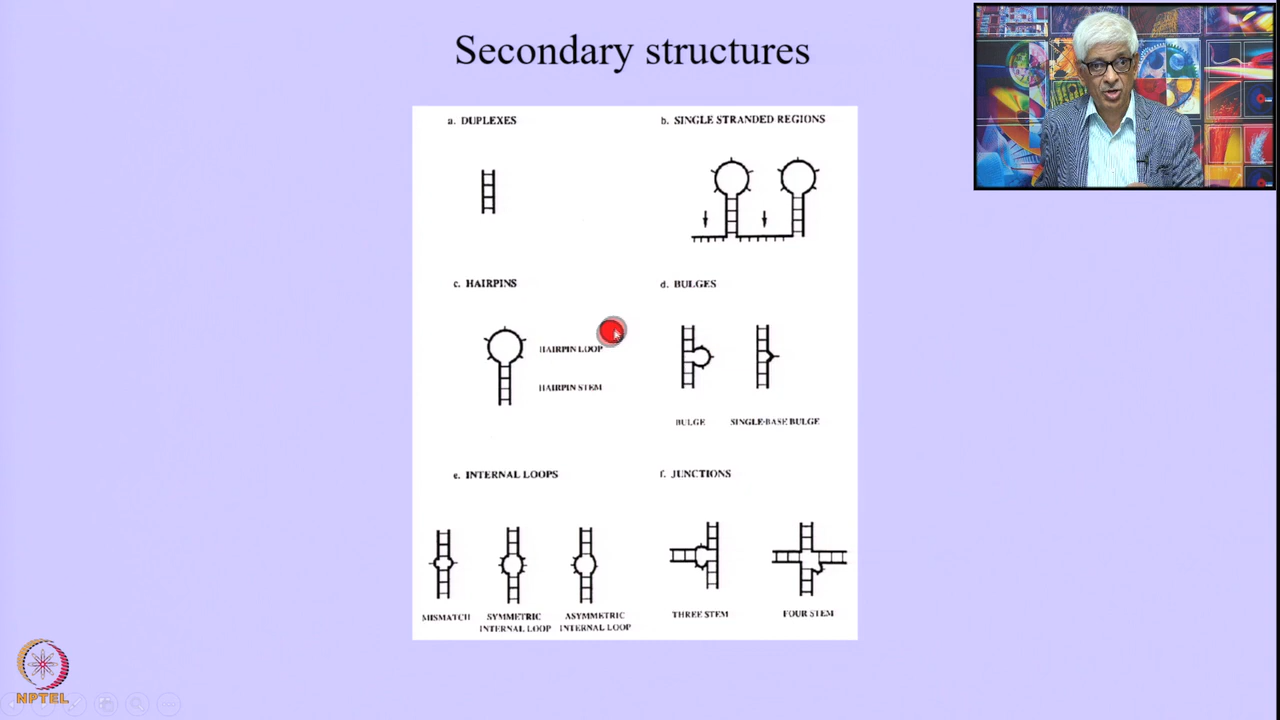 Secondary structures
a. DUPLEXES
b. SINGLE STRANDED REGIONS
c. HAIRPINS
d. BULGES
HAIRPIN LOOP
HAIRPIN STEM
BULGE
SINGLE-BASE BULGE
e. INTERNAL LOOPS
f. JUNCTIONS
MISMATCH
SYMMETRIC
INTERNAL LOOP
ASYMMETRIC
INTERNAL LOOP
THREE STEM
FOUR STEM
NPTEL